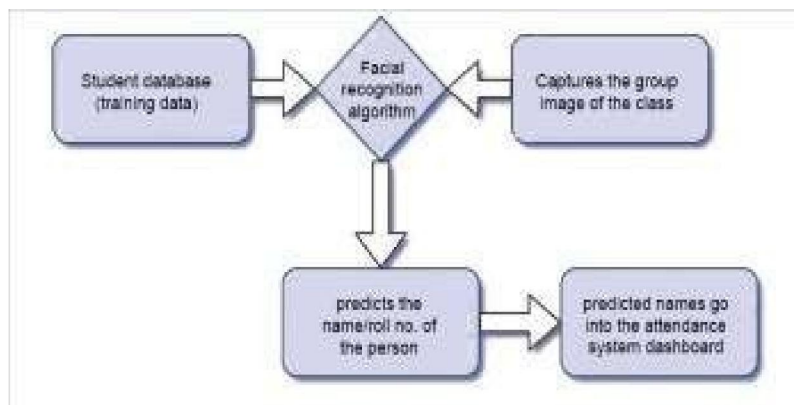 Student database
(training data)
Facial
recognition
algorithm
Captures the group
image of the class
predicts the
name/roll no. of
the person
predicted names go
into the attendance
system dashboard